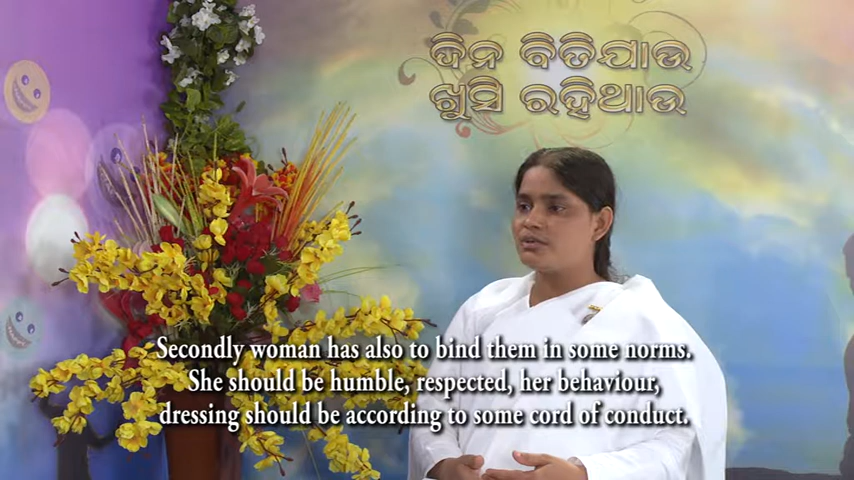 ଦିନ ବିତିଯାଉ
ଖୁସି ରହିଥାଉ
Secondly woman has also to bind them in some norms.
She should be humble, respected, her behaviour,
dressing should be according to some cord of conduct.